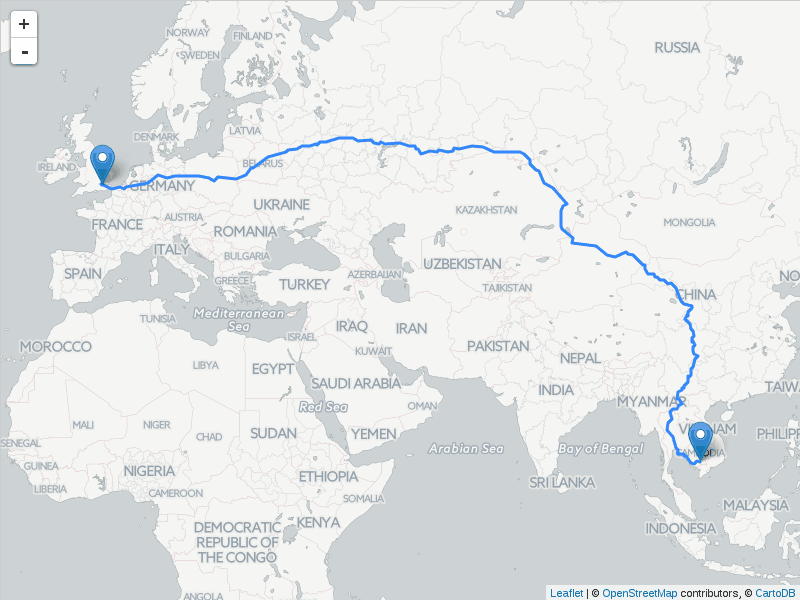 +
-
NORWAY
FINLAND
SWEDEN
RUSSIA
DENMARK
LATVIA
IRELAND
BELARUS
GERMANY
UKRAINE
KAZAKHSTAN
FRANCE
AUSTRIA
ROMANIA
MONGOLIA
ITALY
BULGARIA
UZBEKISTAN
SPAIN
GREECE
TURKEY
AZERBAIJAN
TAJIKISTAN
CHINA
NO
Mediterranean
Sea
TUNISIA
IRAQ
IRAN
ISRAEL
MOROCCO
KUWAIT
PAKISTAN
NEPAL
LIBYA
EGYPT
SAUDI ARABIA
INDIA
TAIWA
OMAN
MYANMAR
Red Sea
MALI
NIGER
CHAD
SUDAN
YEMEN
VIETNAM
PHILIPP
SENEGAL
Arabian Sea
Bay of Bengal
CAMBODIA
GUINEA
NIGERIA
ETHIOPIA
SRI LANKA
LIBERIA
CAMEROON
SOMALIA
MALAYSIA
KENYA
INDONESIA
DEMOCRATIC
REPUBLIC OF
THE CONGO
ANGOLA
Leaflet | © OpenStreetMap contributors, © CartoDB